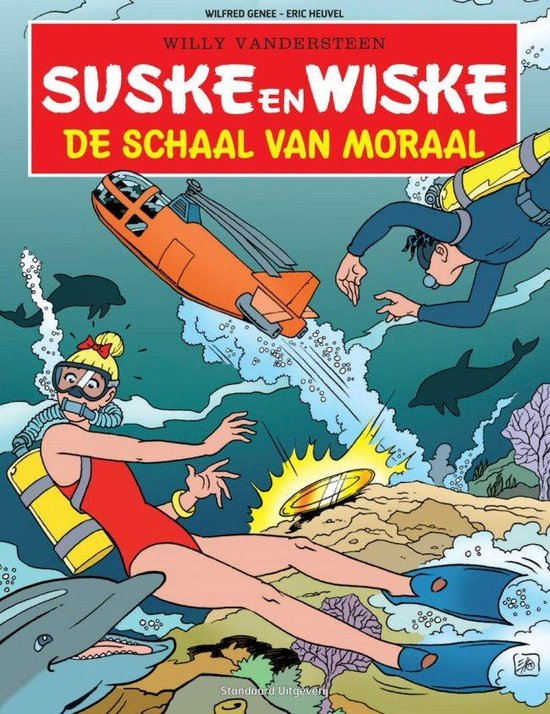 WILFRED GENEE - ERIC HEUVEL
WILLY VANDERSTEEN
SUSKE EN WISKE
DE SCHAAL VAN MORAAL
Standaard Uitgeverij